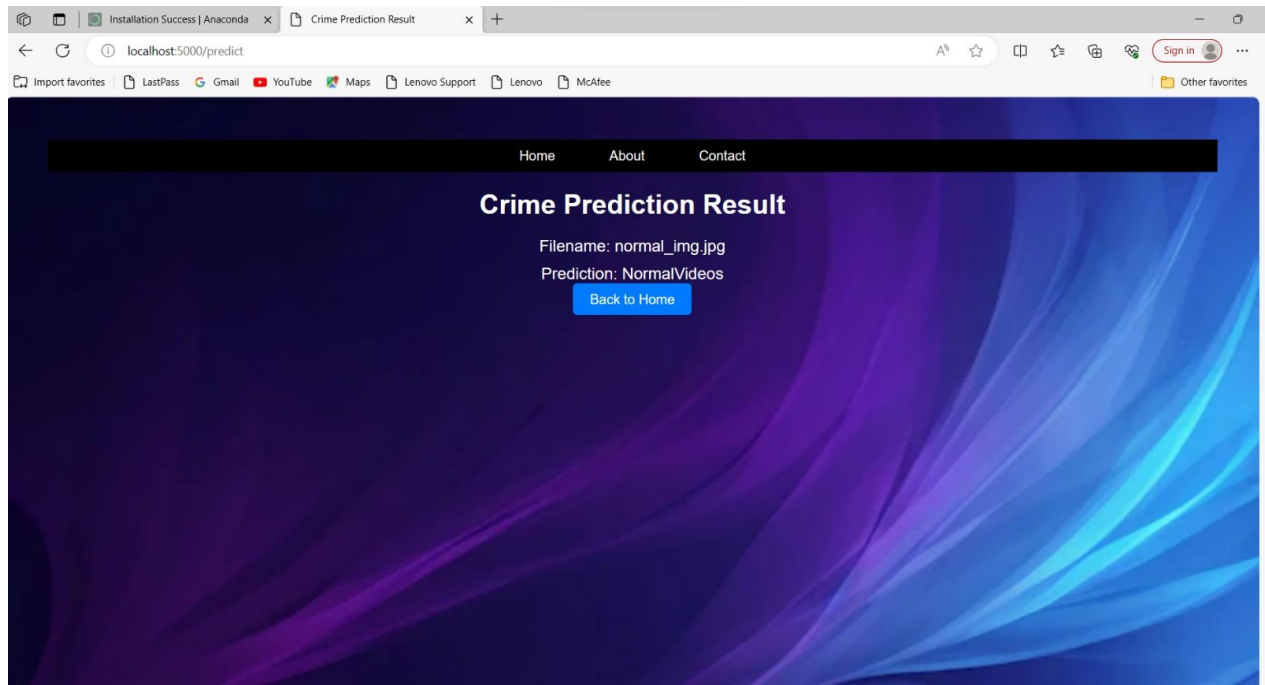 Installation Success | Anaconda
Crime Prediction Result
localhost:5000/predict
Sign in
Import favorites LastPass Gmail YouTube Maps Lenovo Support Lenovo McAfee Other favorites
Home About Contact
Crime Prediction Result
Filename: normal_img.jpg
Prediction: NormalVideos
Back to Home